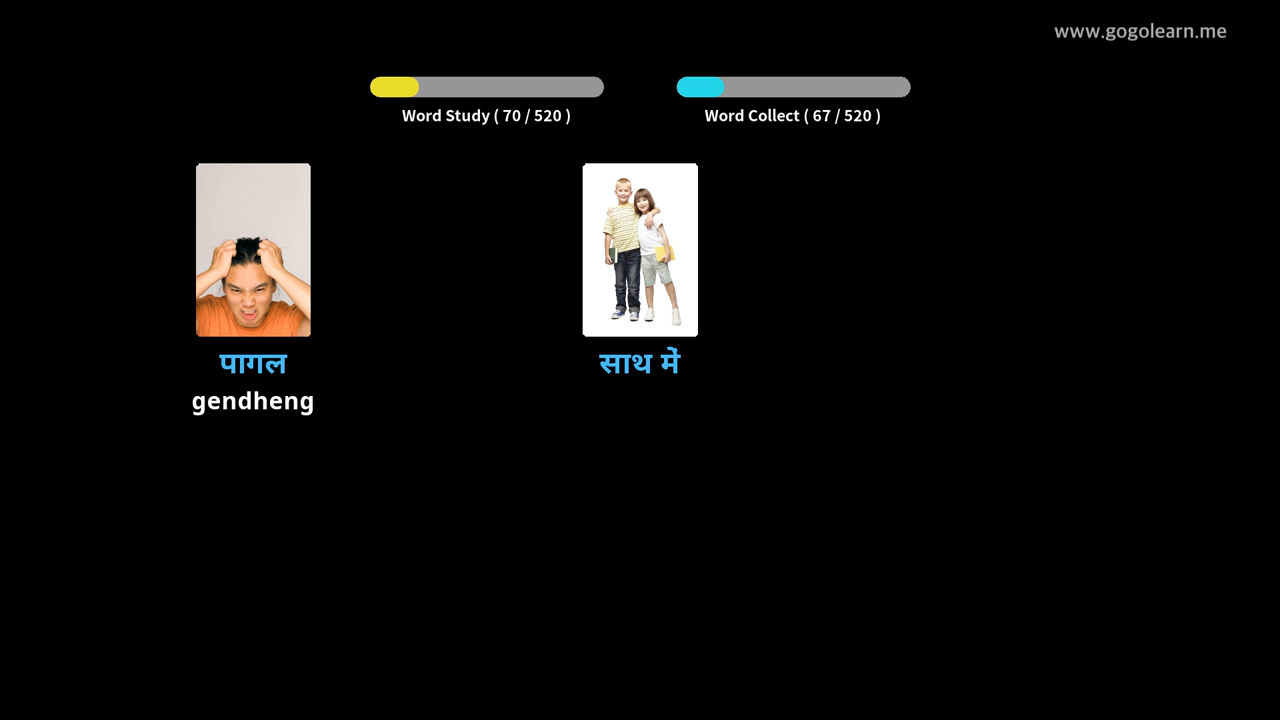 www.gogolearn.me
Word Study ( 70 / 520 )
Word Collect ( 67 / 520 )
पागल
gendheng
साथ में